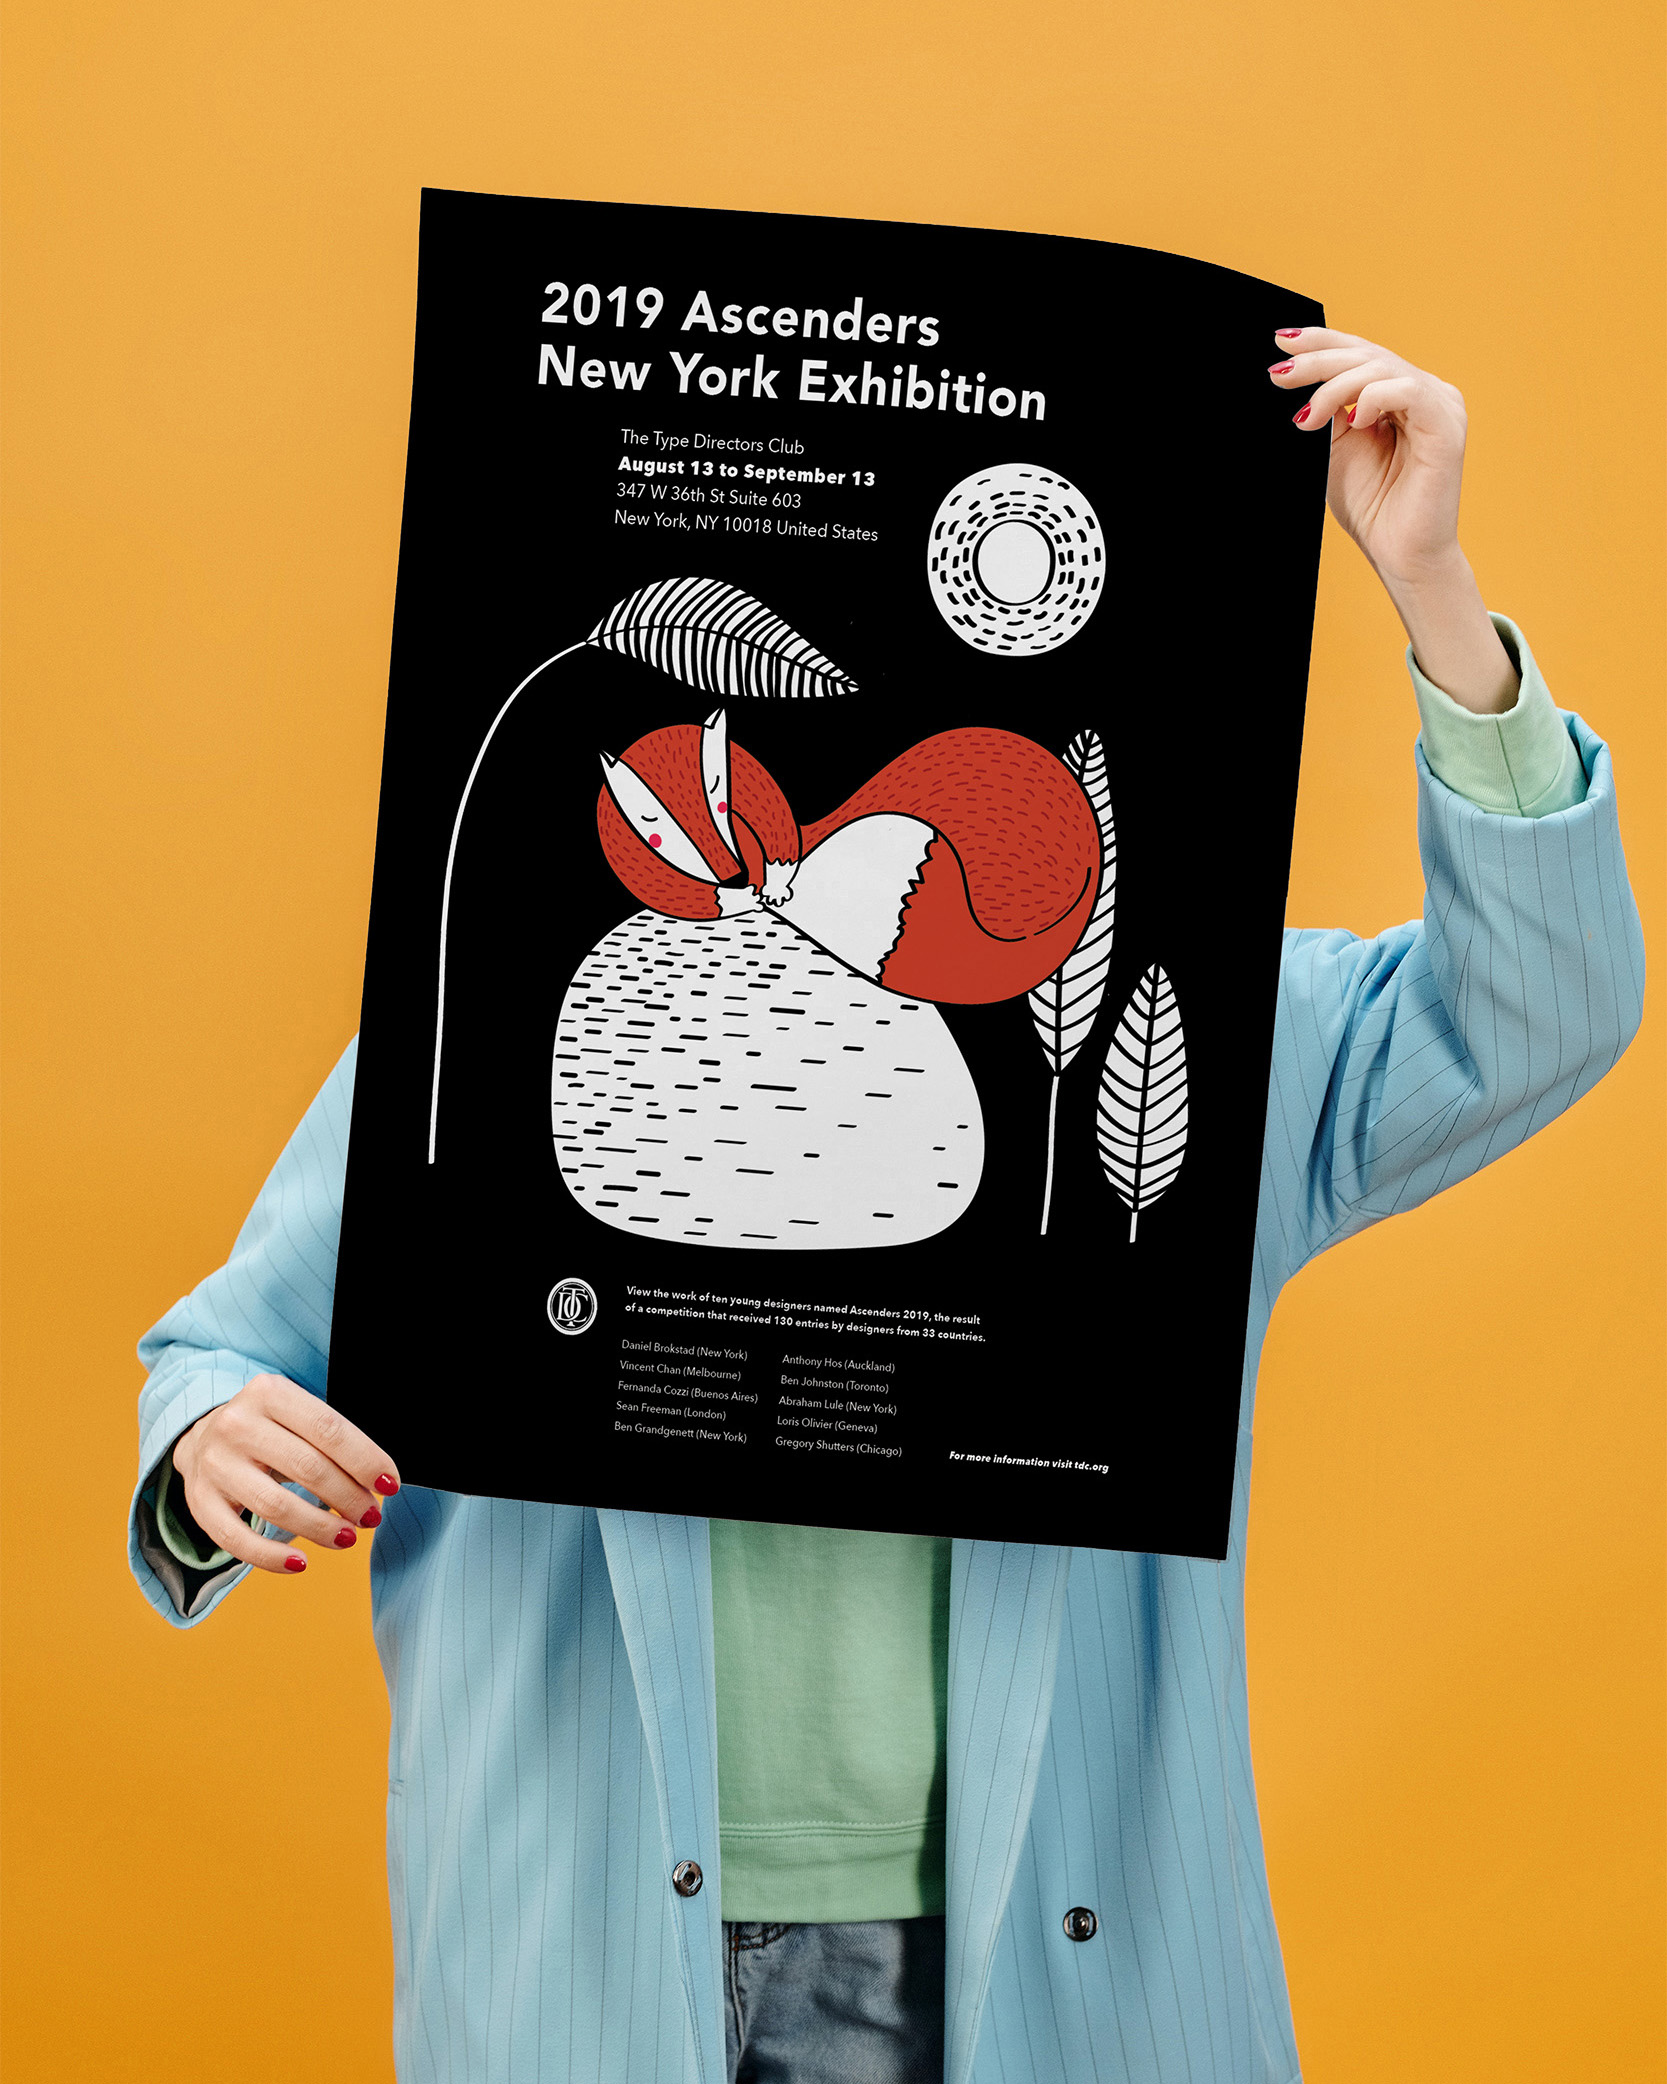 2019 Ascenders
New York Exhibition
The Type Directors Club
August 13 to September 13
347 W 36th St Suite 603
New York, NY 10018 United States
TDC
View the work of ten young designers named Ascenders 2019, the result
of a competition that received 130 entries by designers from 33 countries.
Daniel Brokstad (New York)
Vincent Chan (Melbourne)
Fernanda Cozzi (Buenos Aires)
Sean Freeman (London)
Ben Grandgenett (New York)
Anthony Hos (Auckland)
Ben Johnston (Toronto)
Abraham Lule (New York)
Loris Olivier (Geneva)
Gregory Shutters (Chicago)
For more information visit tdc.org